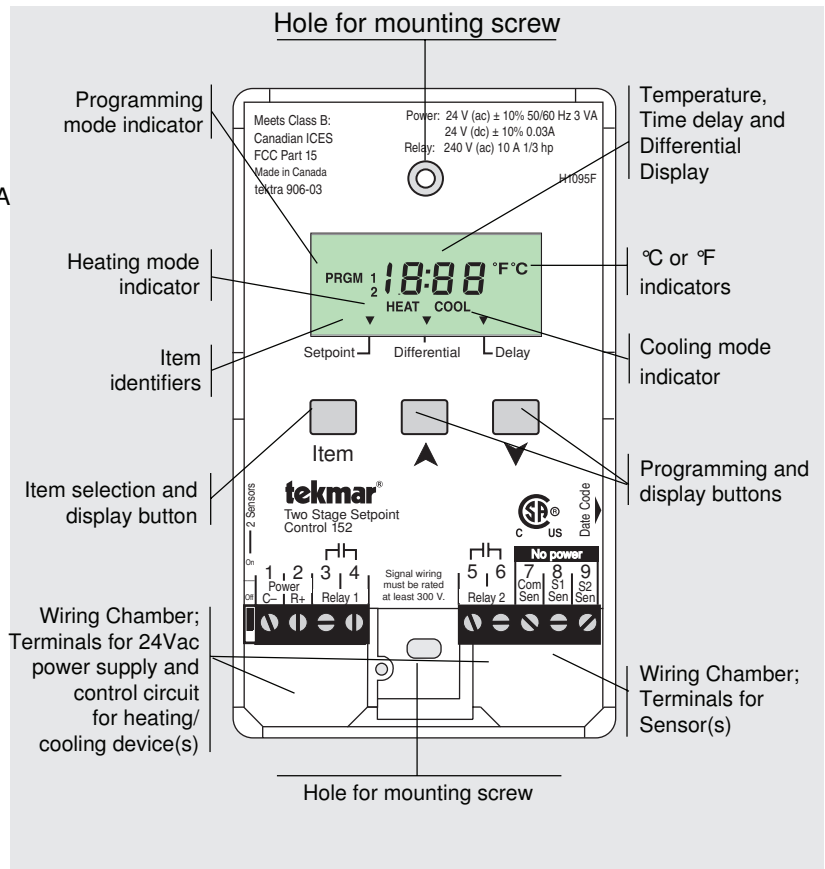 Hole for mounting screw
Programming
mode indicator
Meets Class B:
Canadian ICES
FCC Part 15
Made in Canada
tektra 906-03
Power: 24 V (ac) ± 10% 50/60 Hz 3 VA
24 V (dc) ± 10% 0.03A
Relay: 240 V (ac) 10 A 1/3 hp
H1095F
Temperature,
Time delay and
Differential
Display
A
Heating mode
indicator
PRGM 1 2 18:88 °F °C
HEAT COOL
°C or °F
indicators
Item
identifiers
Setpoint Differential Delay
Cooling mode
indicator
Item
Item selection and
display button
Programming and
display buttons
2 Sensors
On
Off
tekmar®
Two Stage Setpoint
Control 152
CSA®
C US
Date Code
No power
1 2 3 4
Power
C– R+ Relay 1
Signal wiring
must be rated
at least 300 V.
5 6 7 8 9
Relay 2
Com Sen
S1 Sen
S2 Sen
Wiring Chamber;
Terminals for 24Vac
power supply and
control circuit
for heating/
cooling device(s)
Wiring Chamber;
Terminals for
Sensor(s)
Hole for mounting screw